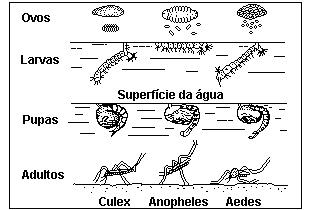 Ovos
Larvas
Superfície da água
Pupas
Adultos
Culex Anopheles Aedes